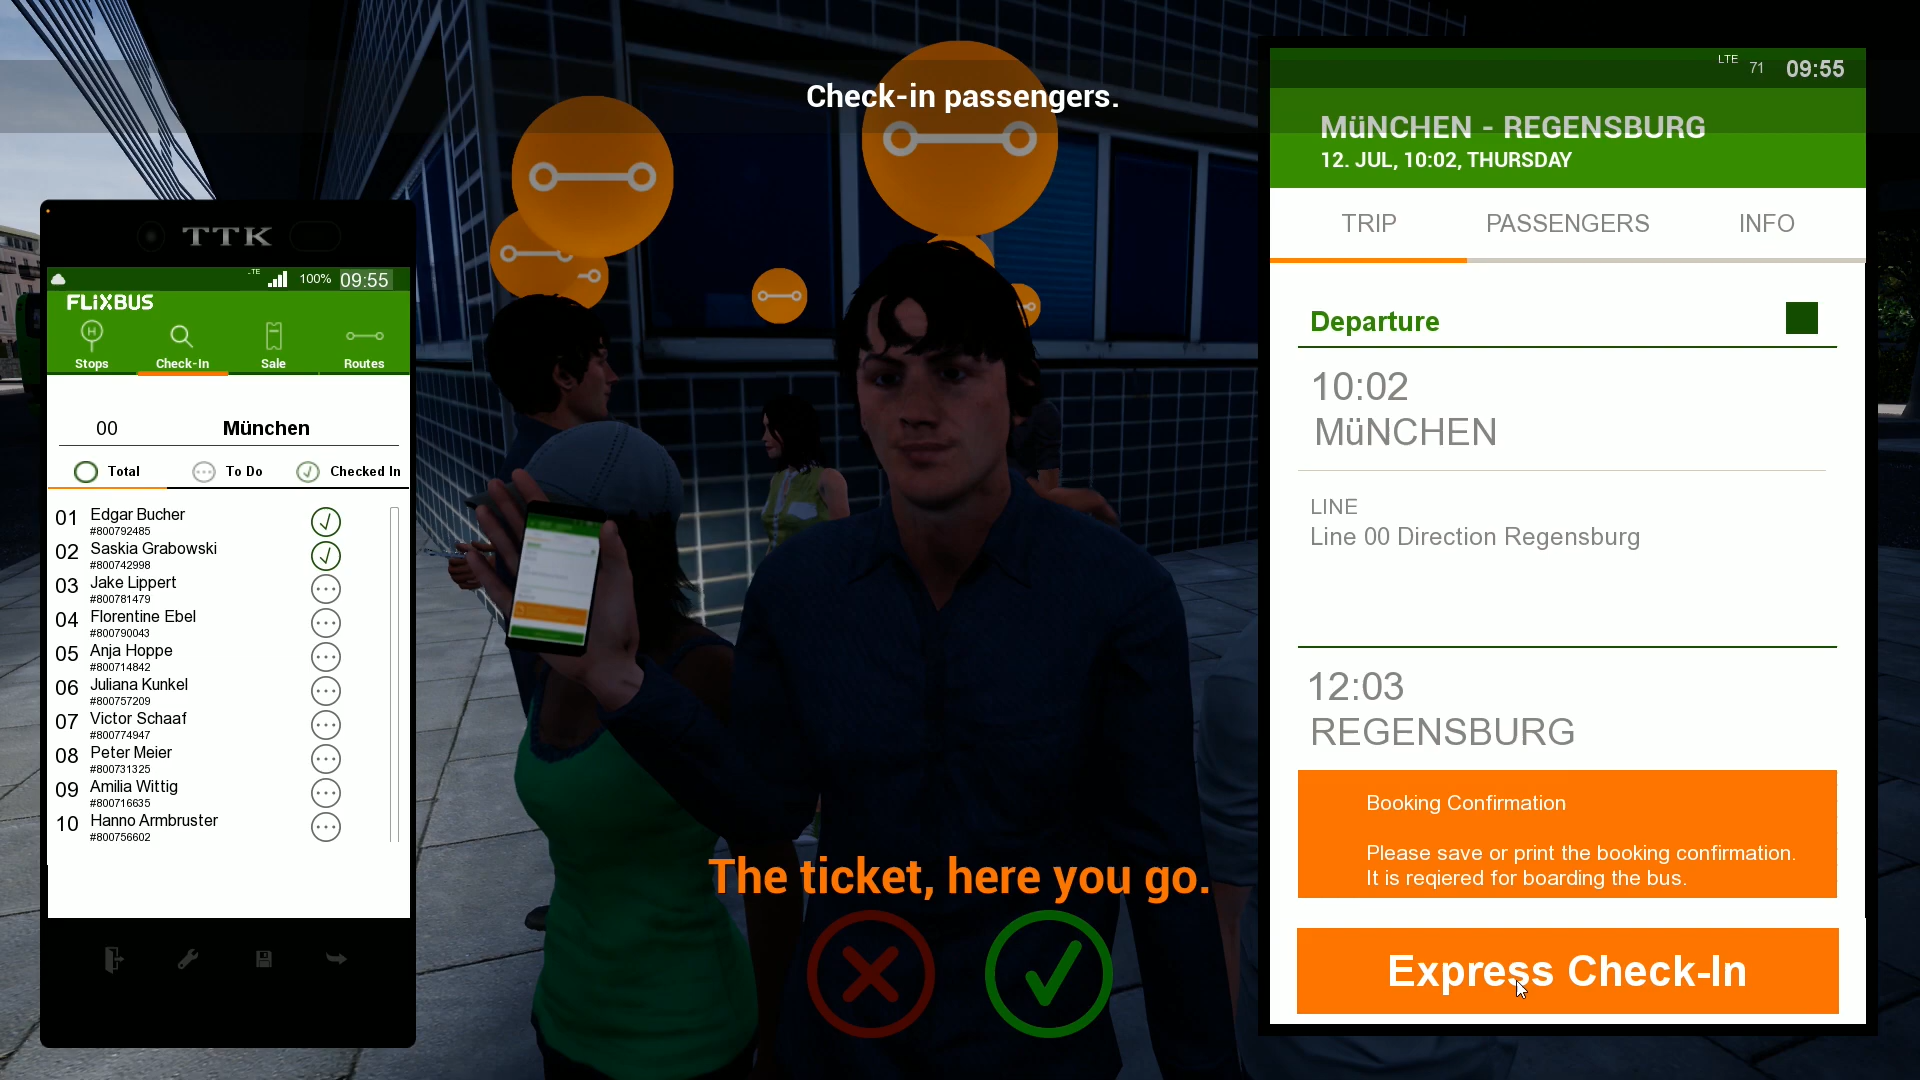 Check-in passengers.
TTK
LTE 100% 09:55
FLiXBUS
Stops Check-In Sale Routes
00 München
Total To Do Checked In
01 Edgar Bucher
#800792485
02 Saskia Grabowski
#800742998
03 Jake Lippert
#800781479
04 Florentine Ebel
#800790043
05 Anja Hoppe
#800714842
06 Juliana Kunkel
#800757209
07 Victor Schaaf
#800774947
08 Peter Meier
#800731325
09 Amilia Wittig
#800716635
10 Hanno Armbruster
#800756602
The ticket, here you go.
LTE 71 09:55
MüNCHEN - REGENSBURG
12. JUL, 10:02, THURSDAY
TRIP PASSENGERS INFO
Departure
10:02
MüNCHEN
LINE
Line 00 Direction Regensburg
12:03
REGENSBURG
Booking Confirmation
Please save or print the booking confirmation.
It is reqiered for boarding the bus.
Express Check-In